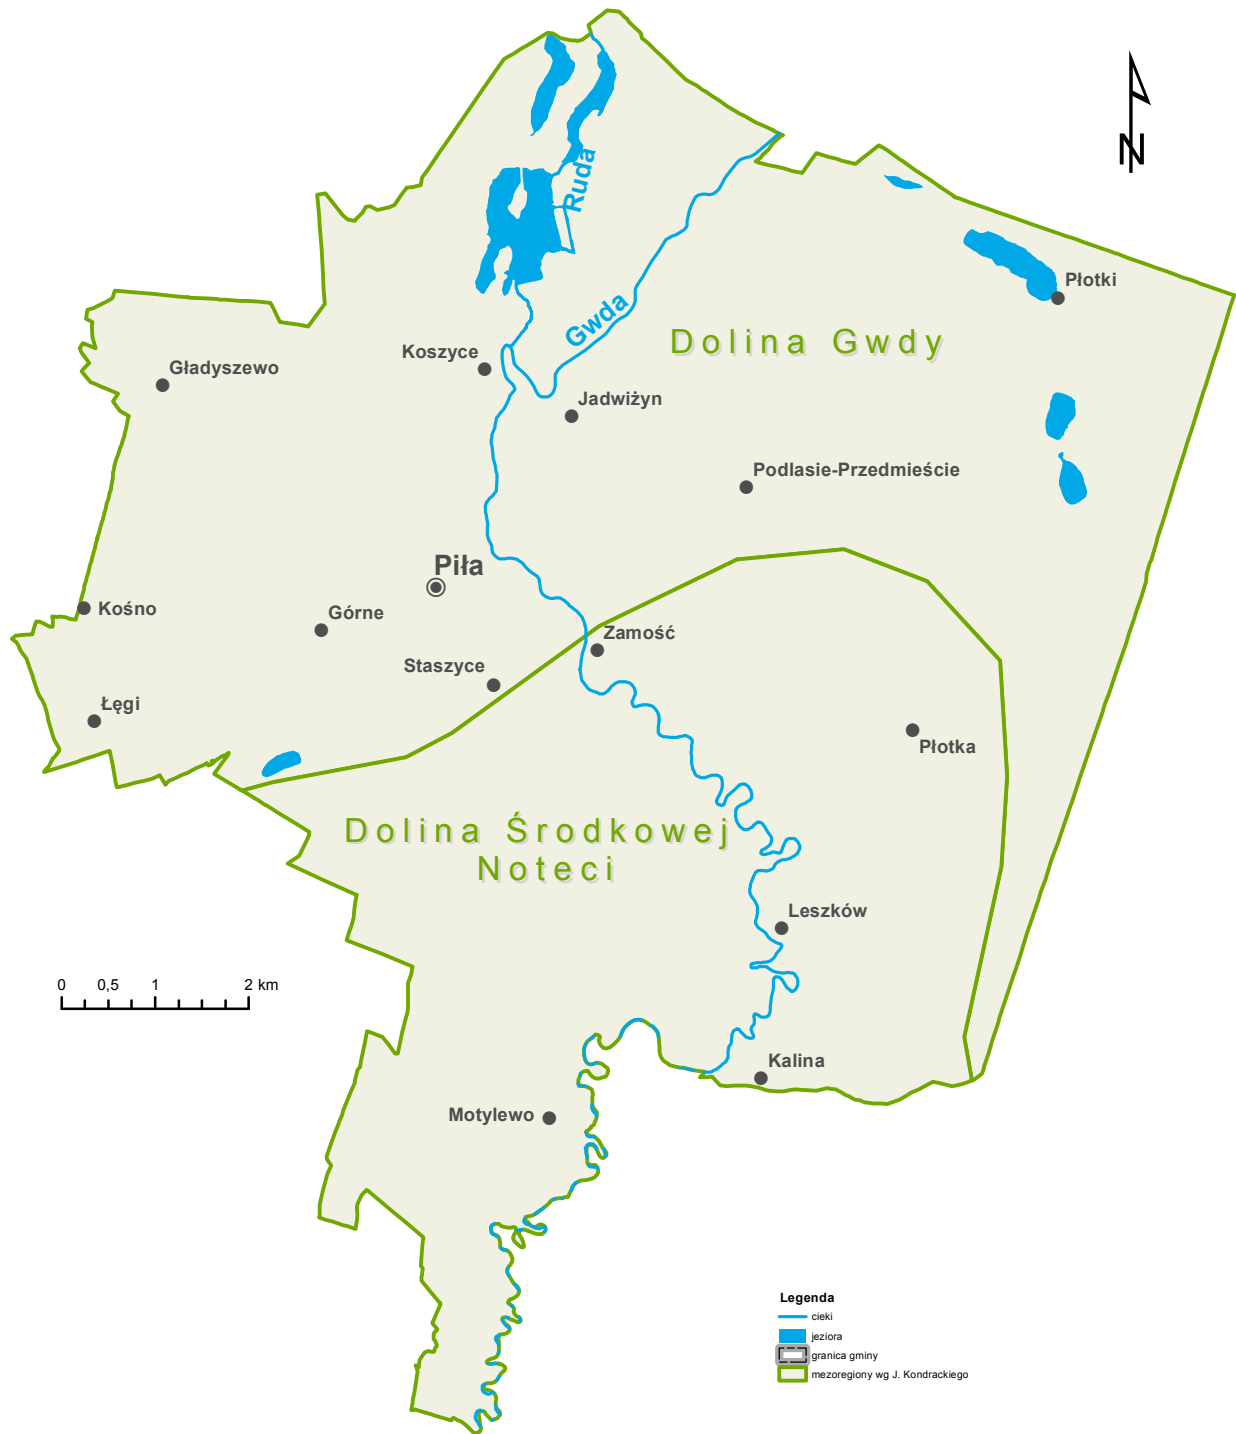 N
Ruda
Płotki
Gwda
Dolina Gwdy
Koszyce
Gładyszewo
Jadwiżyn
Podlasie-Przedmieście
Piła
Kośno
Górne
Zamość
Staszyce
Łęgi
Płotka
Dolina Środkowej
Noteci
Leszków
0 0,5 1 2 km
Kalina
Motylewo
Legenda
cieki
jeziora
granica gminy
mezoregiony wg J. Kondrackiego